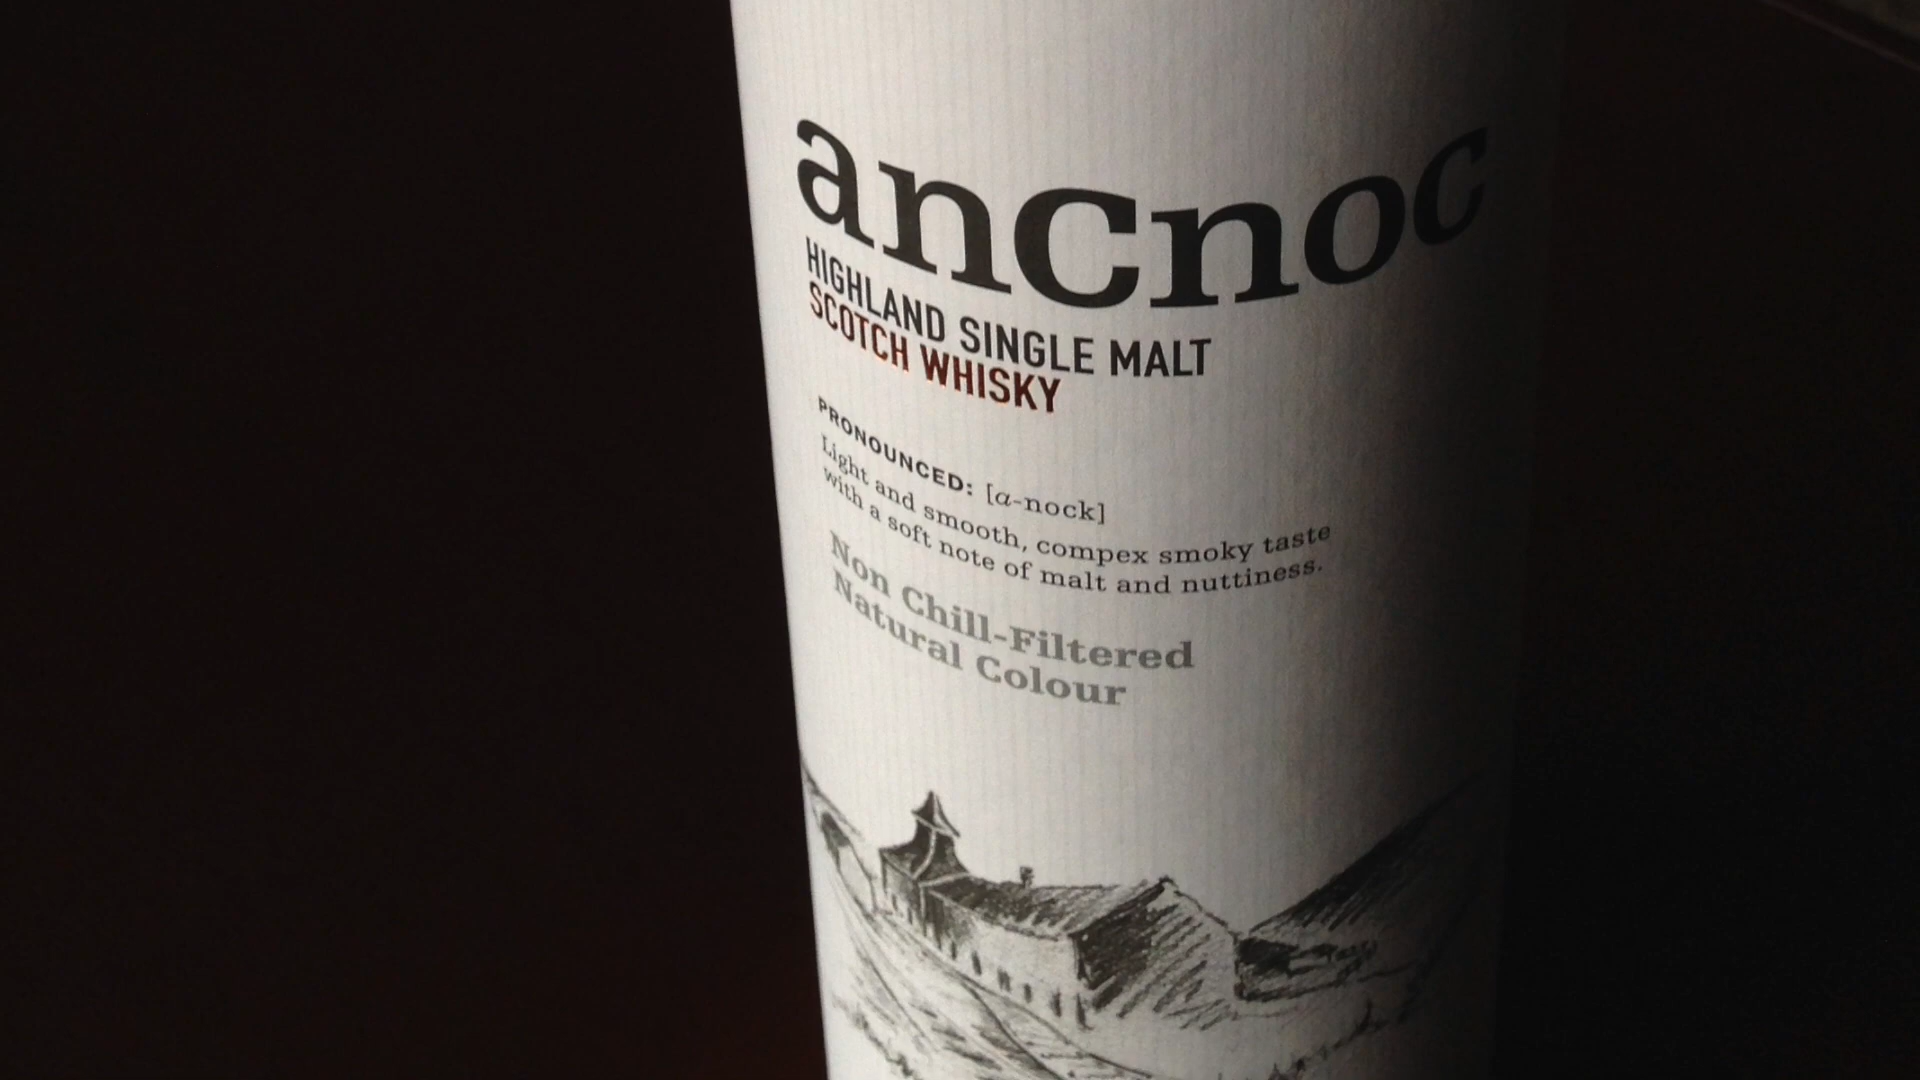 ancnoc
HIGHLAND SINGLE MALT
SCOTCH WHISKY
PRONOUNCED: [a-nock]
Light and smooth, compex smoky taste
with a soft note of malt and nuttiness.
Non Chill-Filtered
Natural Colour